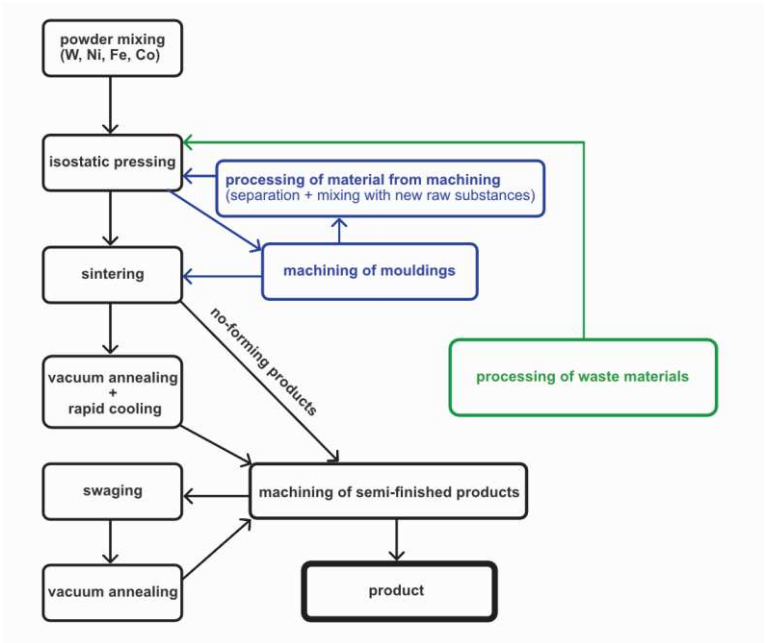 powder mixing
(W, Ni, Fe, Co)
isostatic pressing
processing of material from machining
(separation + mixing with new raw substances)
machining of mouldings
sintering
no-forming products
processing of waste materials
vacuum annealing
+
rapid cooling
swaging
machining of semi-finished products
vacuum annealing
product